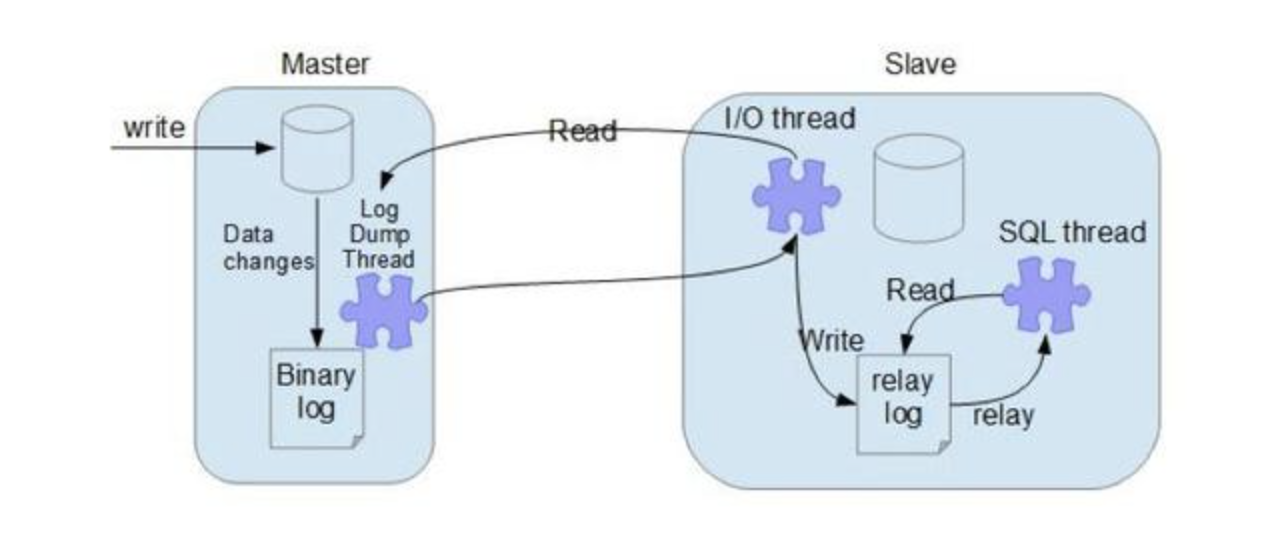 Master
Slave
write
Read
I/O thread
Log
Dump
Thread
Data
changes
SQL thread
Read
Write
Binary
log
relay
log
relay